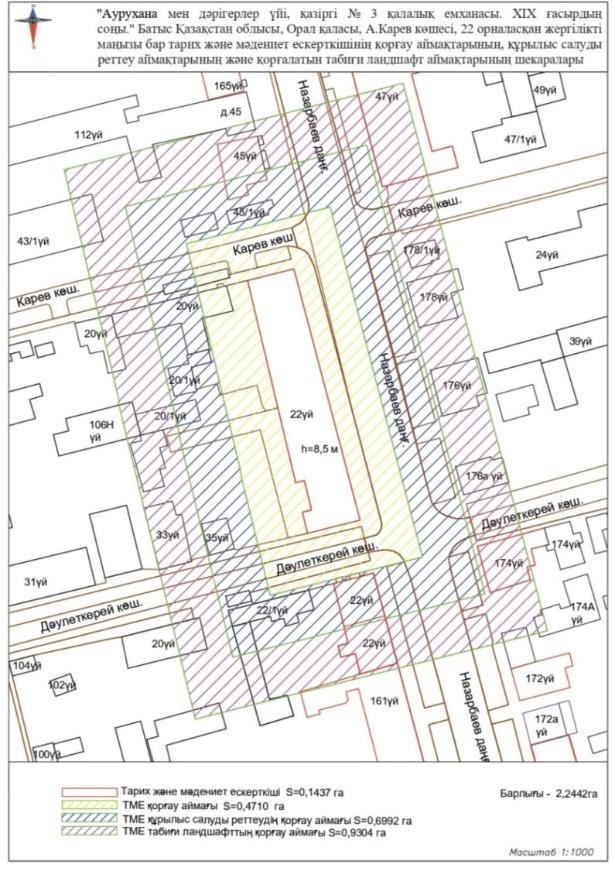 "Аурухана мен дәрігерлер үйі, қазіргі № 3 қалалық емханасы. XIX ғасырдың
соңы." Батыс Қазақстан облысы, Орал қаласы, А.Карев көшесі, 22 орналасқан жергілікті
маңызы бар тарих және мәдениет ескерткішінің қорғау аймақтарының, құрылыс салуды
реттеу аймақтарының және қорғалатын табиғи ландшафт аймақтарының шекаралары
165үй
д.45
112үй
45үй
Назарбаев даңғ.
47үй
49үй
47/1үй
43/1үй
45/1үй
Карев көш.
Карев көш
178/1үй
24үй
Карев көш.
20үй
178үй
20үй
39үй
20/1үй
Назарбаев даңғ.
176үй
20/1үй
106Н
үй
22үй
h=8,5 м
176а үй
33үй
35үй
Дәулеткерей көш.
Дәулеткерей көш.
174үй
174үй
31үй
22/1үй
22үй
174А
үй
Дәулеткерей көш.
20үй
22үй
104үй
102үй
172үй
161үй
Назарбаев даңғ.
172а
үй
100үй
Тарих және мәдениет ескерткіші S=0,1437 га
Барлығы - 2,2442га
ТМЕ қорғау аймағы S=0,4710 га
ТМЕ құрылыс салуды реттеудің қорғау аймағы S=0,6992 га
ТМЕ табиғи ландшафттың қорғау аймағы S=0,9304 га
Масштаб 1:1000